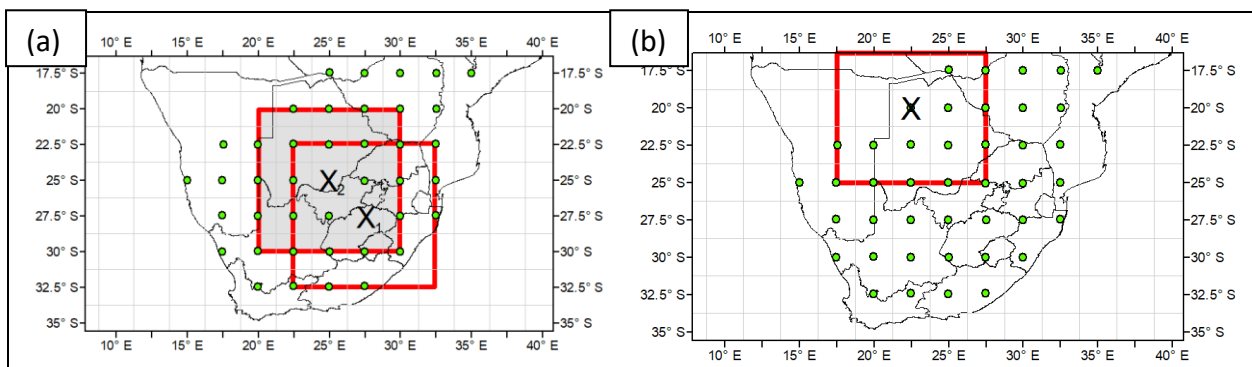 (a)
10° E 15° E 20° E 25° E 30° E 35° E 40° E
17.5° S 17.5° S
20° S 20° S
22.5° S 22.5° S
25° S X₂ 25° S
27.5° S X₁ 27.5° S
30° S 30° S
32.5° S 32.5° S
35° S 35° S
10° E 15° E 20° E 25° E 30° E 35° E 40° E
(b)
10° E 15° E 20° E 25° E 30° E 35° E 40° E
17.5° S 17.5° S
20° S X 20° S
22.5° S 22.5° S
25° S 25° S
27.5° S 27.5° S
30° S 30° S
32.5° S 32.5° S
35° S 35° S
10° E 15° E 20° E 25° E 30° E 35° E 40° E